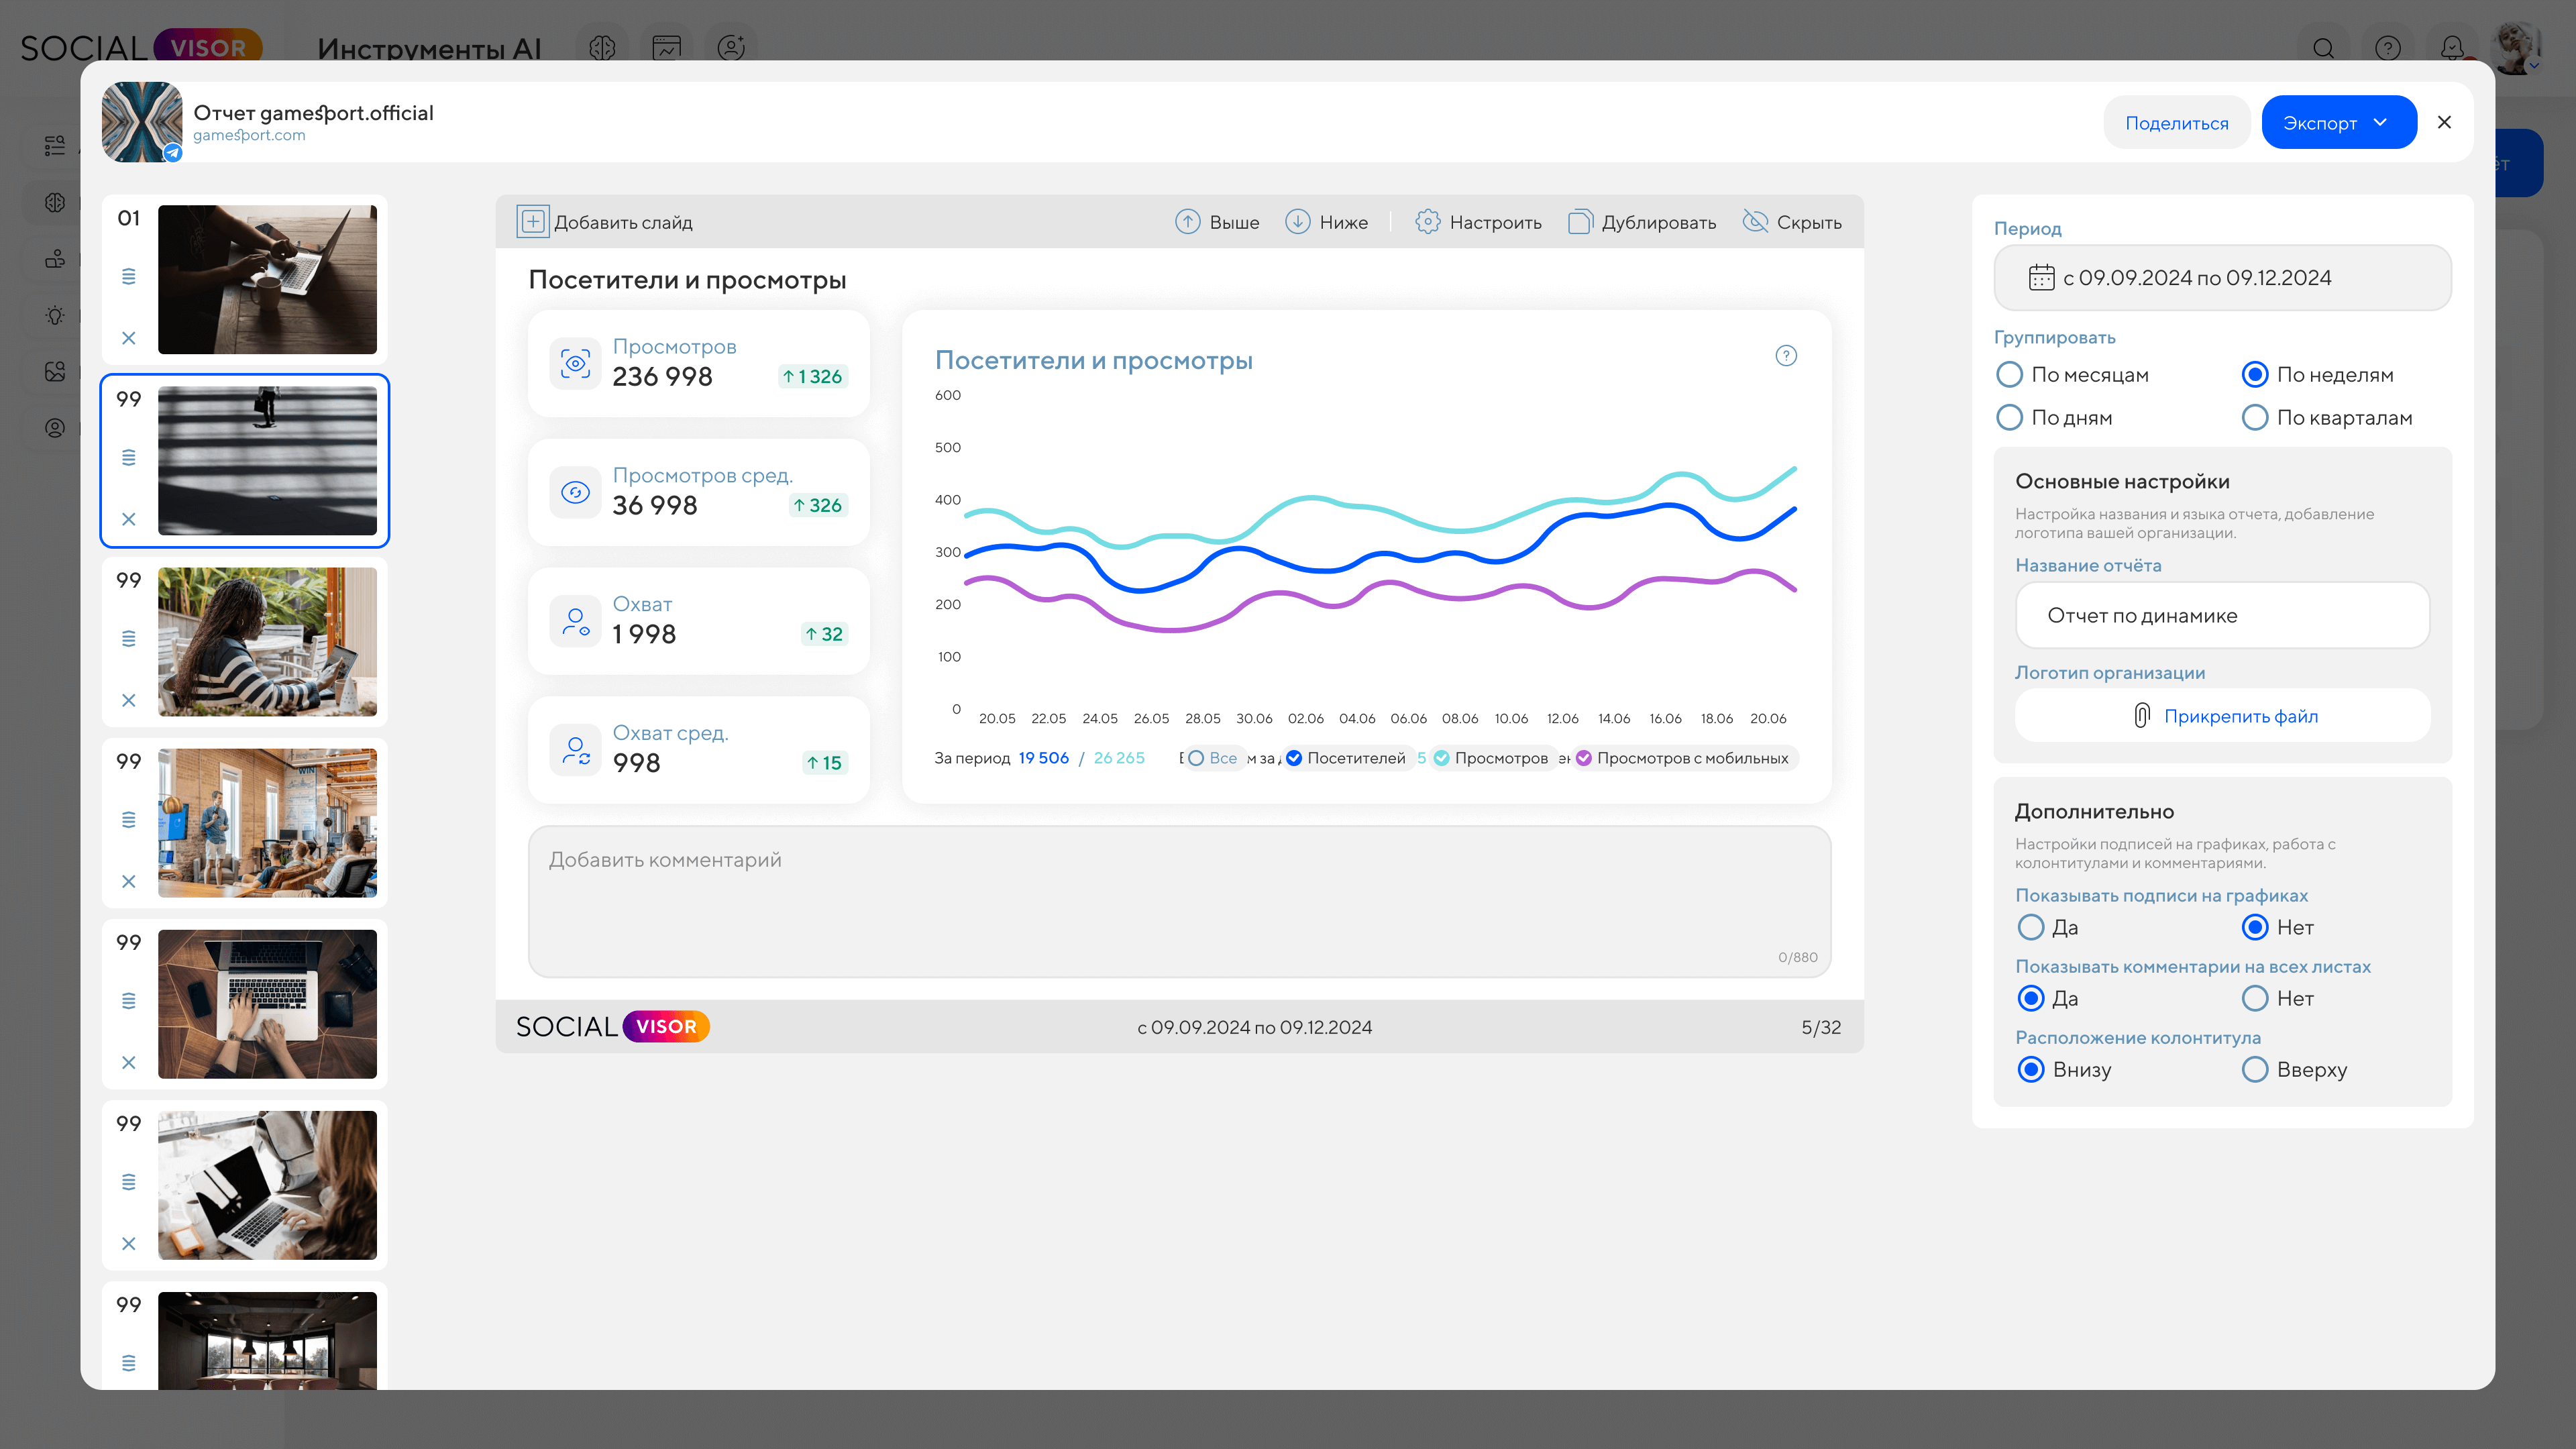 SOCIAL VISOR
Инструменты AI
Отчет gamesport.official
gamesport.com
Поделиться
Экспорт
01
99
99
99
99
99
99
Добавить слайд
Выше
Ниже
Настроить
Дублировать
Скрыть
Посетители и просмотры
Просмотров
236 998
↑ 1 326
Просмотров сред.
36 998
↑ 326
Охват
1 998
↑ 32
Охват сред.
998
↑ 15
Посетители и просмотры
600
500
400
300
200
100
0
20.05 22.05 24.05 26.05 28.05 30.06 02.06 04.06 06.06 08.06 10.06 12.06 14.06 16.06 18.06 20.06
За период 19 506 / 26 265
Все
Посетителей
Просмотров
Просмотров с мобильных
Добавить комментарий
0/880
SOCIAL VISOR
с 09.09.2024 по 09.12.2024
5/32
Период
с 09.09.2024 по 09.12.2024
Группировать
По месяцам
По неделям
По дням
По кварталам
Основные настройки
Настройка названия и языка отчета, добавление
логотипа вашей организации.
Название отчёта
Отчет по динамике
Логотип организации
Прикрепить файл
Дополнительно
Настройки подписей на графиках, работа с
колонтитулами и комментариями.
Показывать подписи на графиках
Да
Нет
Показывать комментарии на всех листах
Да
Нет
Расположение колонтитула
Внизу
Вверху